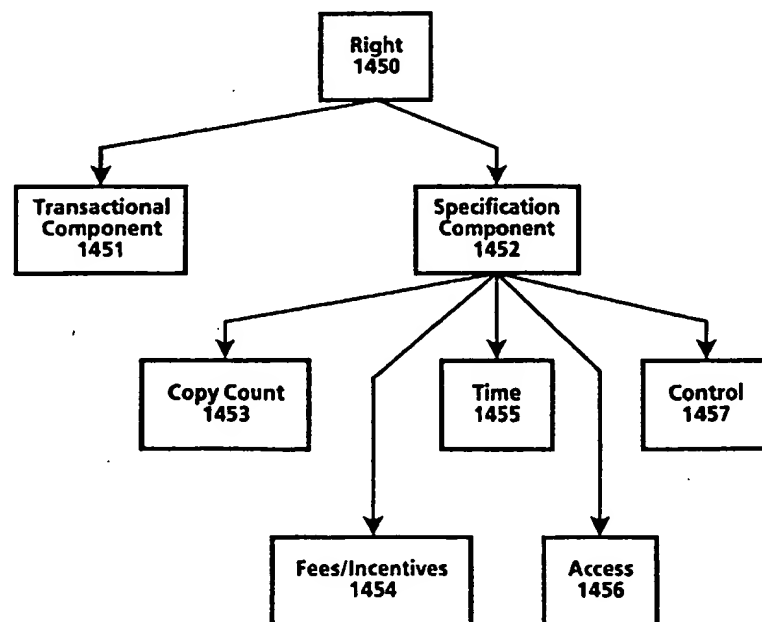 Right
1450
Transactional
Component
1451
Specification
Component
1452
Copy Count
1453
Time
1455
Control
1457
Fees/Incentives
1454
Access
1456